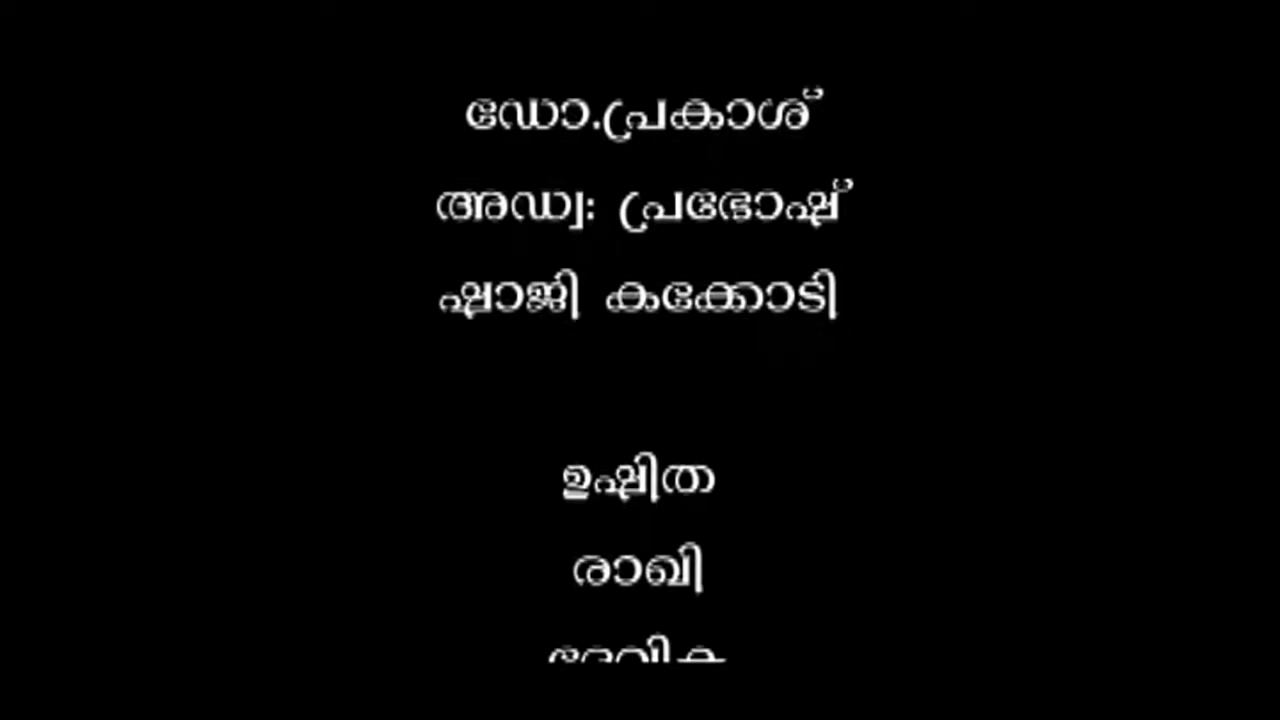 ഡോ.പ്രകാശ്
അഡ്വ: പ്രഭോഷ്
ഷാജി കക്കോടി
ഉഷിത
രാഖി